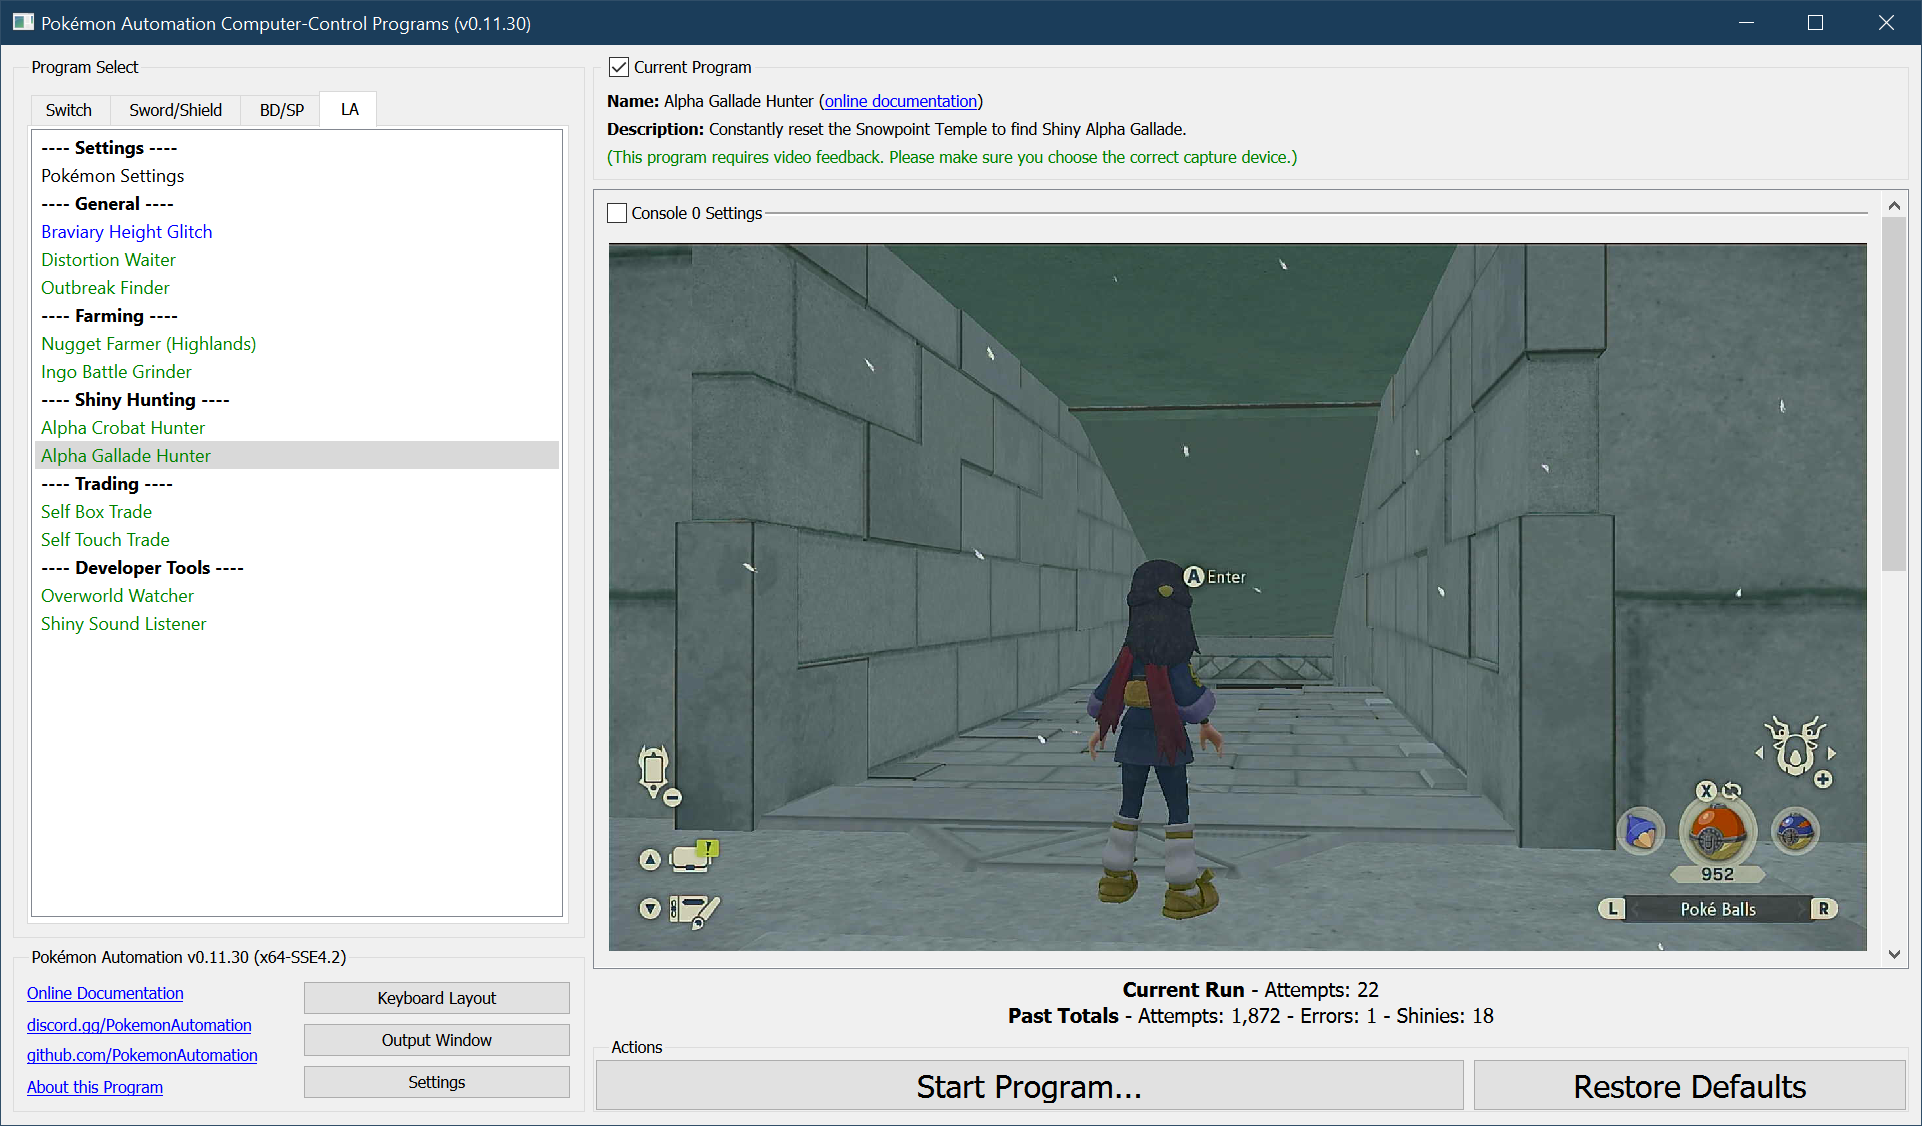 Pokémon Automation Computer-Control Programs (v0.11.30)
Program Select
Switch
Sword/Shield
BD/SP
LA
---- Settings ----
Pokémon Settings
---- General ----
Braviary Height Glitch
Distortion Waiter
Outbreak Finder
---- Farming ----
Nugget Farmer (Highlands)
Ingo Battle Grinder
---- Shiny Hunting ----
Alpha Crobat Hunter
Alpha Gallade Hunter
---- Trading ----
Self Box Trade
Self Touch Trade
---- Developer Tools ----
Overworld Watcher
Shiny Sound Listener
Pokémon Automation v0.11.30 (x64-SSE4.2)
Online Documentation
discord.gg/PokemonAutomation
github.com/PokemonAutomation
About this Program
Keyboard Layout
Output Window
Settings
Current Program
Name: Alpha Gallade Hunter (online documentation)
Description: Constantly reset the Snowpoint Temple to find Shiny Alpha Gallade.
(This program requires video feedback. Please make sure you choose the correct capture device.)
Console 0 Settings
A Enter
X
952
L Poké Balls R
Current Run - Attempts: 22
Past Totals - Attempts: 1,872 - Errors: 1 - Shinies: 18
Actions
Start Program...
Restore Defaults